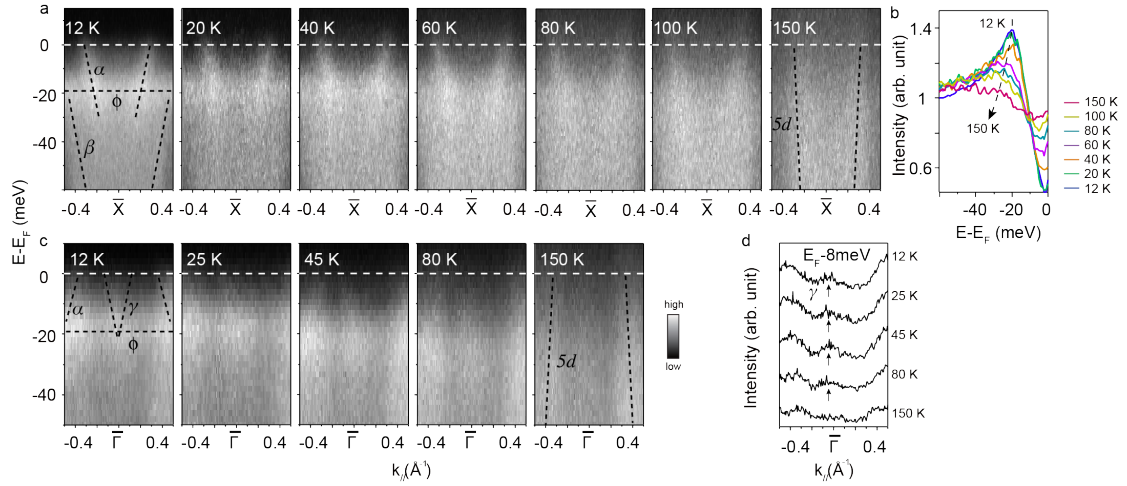 a
12 K 20 K 40 K 60 K 80 K 100 K 150 K
0
-20
-40
α
ϕ
β
5d
-0.4 X̅ 0.4 -0.4 X̅ 0.4 -0.4 X̅ 0.4 -0.4 X̅ 0.4 -0.4 X̅ 0.4 -0.4 X̅ 0.4 -0.4 X̅ 0.4
E-E_F (meV)
b
Intensity (arb. unit)
1.4
1
0.6
12 K
150 K
-40 -20 0
E-E_F (meV)
150 K
100 K
80 K
60 K
40 K
20 K
12 K
c
12 K 25 K 45 K 80 K 150 K
0
-20
-40
α
γ
ϕ
5d
-0.4 Γ̅ 0.4 -0.4 Γ̅ 0.4 -0.4 Γ̅ 0.4 -0.4 Γ̅ 0.4 -0.4 Γ̅ 0.4
k_//(Å⁻¹)
high
low
d
Intensity (arb. unit)
E_F-8meV
γ
12 K
25 K
45 K
80 K
150 K
-0.4 Γ̅ 0.4
k_//(Å⁻¹)